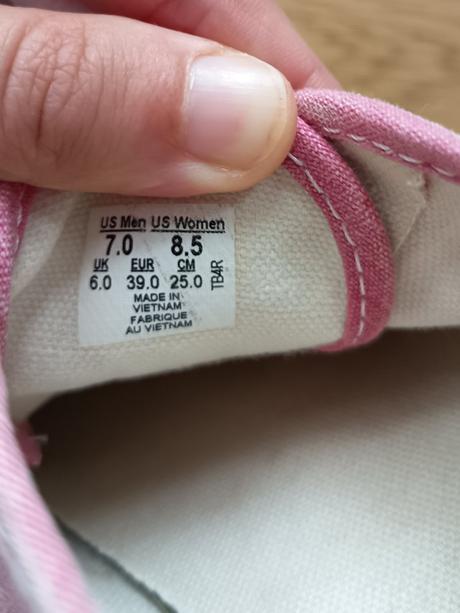 US Men US Women
7.0 8.5
UK EUR CM
6.0 39.0 25.0
TB4R
MADE IN
VIETNAM
FABRIQUE
AU VIETNAM